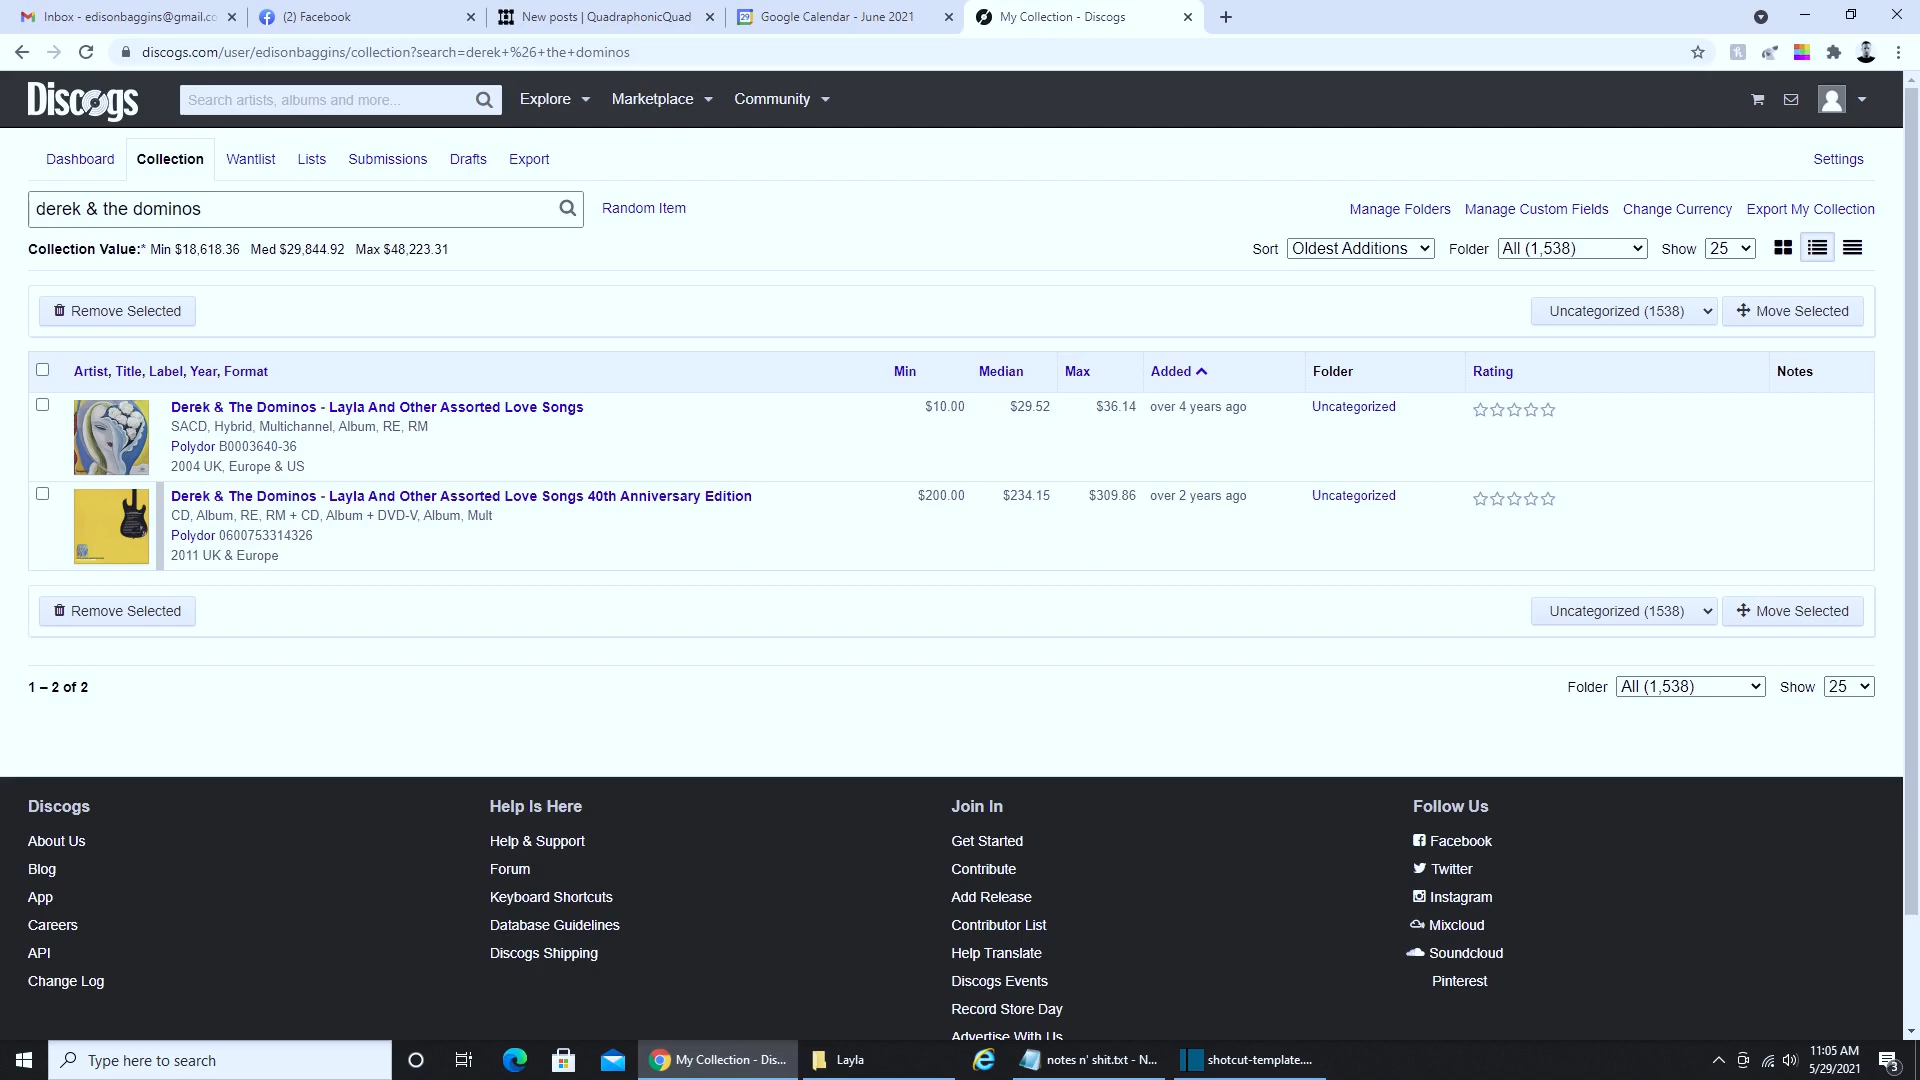 Inbox - edisonbaggins@gmail.co
(2) Facebook
New posts | QuadraphonicQuad
Google Calendar - June 2021
My Collection - Discogs
discogs.com/user/edisonbaggins/collection?search=derek+%26+the+dominos
Discogs
Search artists, albums and more...
Explore
Marketplace
Community
Dashboard
Collection
Wantlist
Lists
Submissions
Drafts
Export
Settings
derek & the dominos
Random Item
Manage Folders
Manage Custom Fields
Change Currency
Export My Collection
Collection Value:* Min $18,618.36 Med $29,844.92 Max $48,223.31
Sort Oldest Additions
Folder All (1,538)
Show 25
Remove Selected
Uncategorized (1538)
Move Selected
Artist, Title, Label, Year, Format
Min
Median
Max
Added
Folder
Rating
Notes
Derek & The Dominos - Layla And Other Assorted Love Songs
$10.00
$29.52
$36.14
over 4 years ago
Uncategorized
SACD, Hybrid, Multichannel, Album, RE, RM
Polydor B0003640-36
2004 UK, Europe & US
Derek & The Dominos - Layla And Other Assorted Love Songs 40th Anniversary Edition
$200.00
$234.15
$309.86
over 2 years ago
Uncategorized
CD, Album, RE, RM + CD, Album + DVD-V, Album, Mult
Polydor 0600753314326
2011 UK & Europe
Remove Selected
Uncategorized (1538)
Move Selected
1 – 2 of 2
Folder All (1,538)
Show 25
Discogs
About Us
Blog
App
Careers
API
Change Log
Help Is Here
Help & Support
Forum
Keyboard Shortcuts
Database Guidelines
Discogs Shipping
Join In
Get Started
Contribute
Add Release
Contributor List
Help Translate
Discogs Events
Record Store Day
Advertise With Us
Follow Us
Facebook
Twitter
Instagram
Mixcloud
Soundcloud
Pinterest
Type here to search
My Collection - Dis...
Layla
notes n' shit.txt - N...
shotcut-template....
11:05 AM
5/29/2021
3